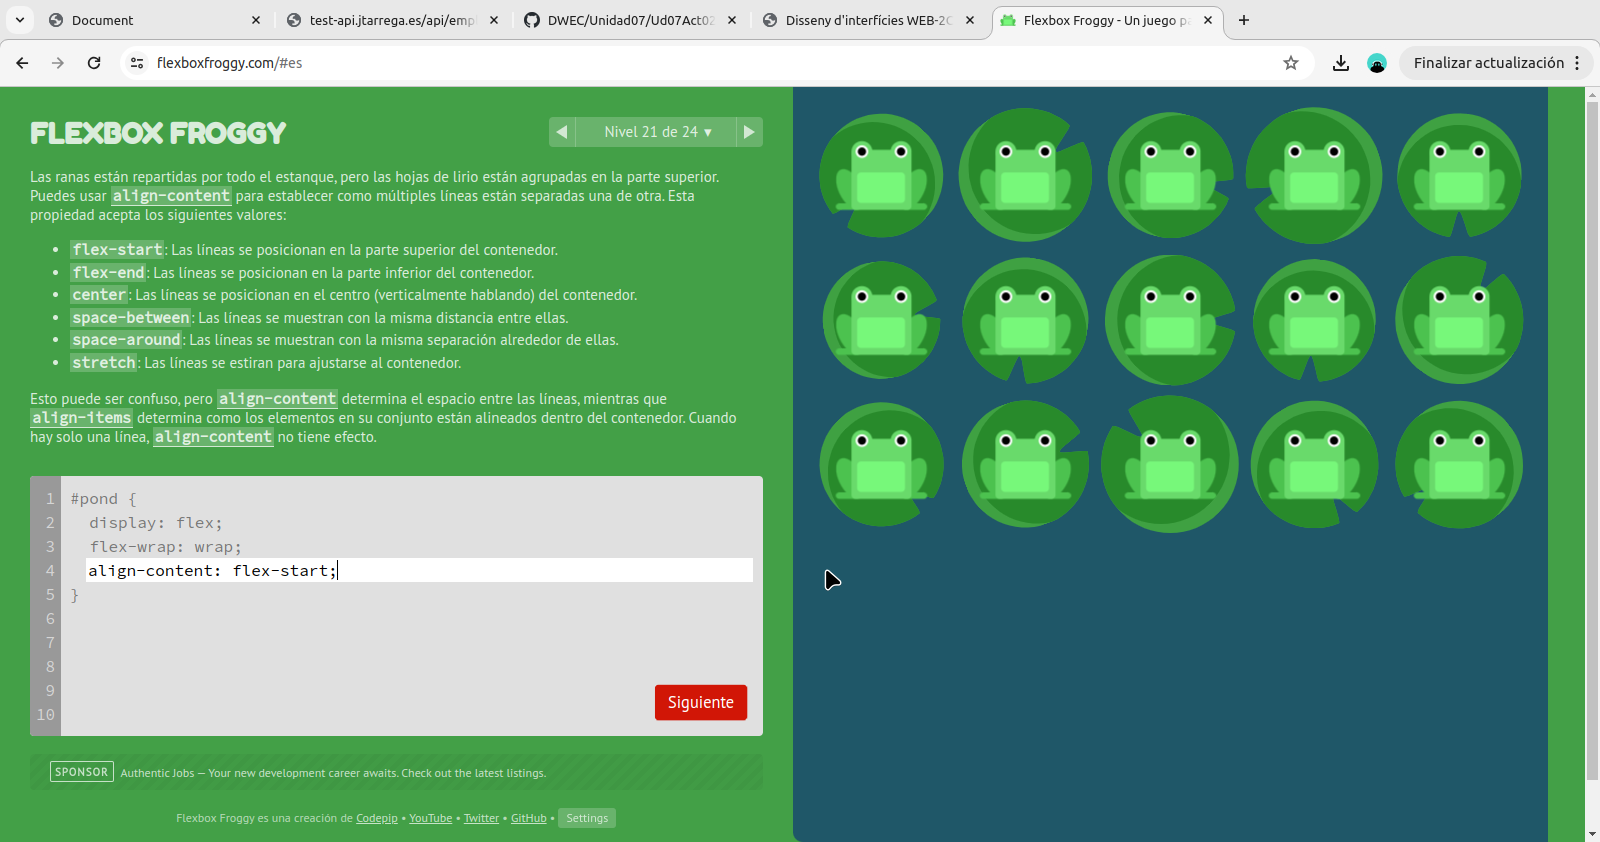 Document
test-api.jtarrega.es/api/emp
DWEC/Unidad07/Ud07Act02
Disseny d'interfícies WEB-2C
Flexbox Froggy - Un juego pa
flexboxfroggy.com/#es
Finalizar actualización
FLEXBOX FROGGY
Nivel 21 de 24 ▼
Las ranas están repartidas por todo el estanque, pero las hojas de lirio están agrupadas en la parte superior.
Puedes usar align-content para establecer como múltiples líneas están separadas una de otra. Esta
propiedad acepta los siguientes valores:
• flex-start: Las líneas se posicionan en la parte superior del contenedor.
• flex-end: Las líneas se posicionan en la parte inferior del contenedor.
• center: Las líneas se posicionan en el centro (verticalmente hablando) del contenedor.
• space-between: Las líneas se muestran con la misma distancia entre ellas.
• space-around: Las líneas se muestran con la misma separación alrededor de ellas.
• stretch: Las líneas se estiran para ajustarse al contenedor.
Esto puede ser confuso, pero align-content determina el espacio entre las líneas, mientras que
align-items determina como los elementos en su conjunto están alineados dentro del contenedor. Cuando
hay solo una línea, align-content no tiene efecto.
1 #pond {
2 display: flex;
3 flex-wrap: wrap;
4 align-content: flex-start;
5 }
6
7
8
9
10
Siguiente
SPONSOR Authentic Jobs — Your new development career awaits. Check out the latest listings.
Flexbox Froggy es una creación de Codepip • YouTube • Twitter • GitHub • Settings